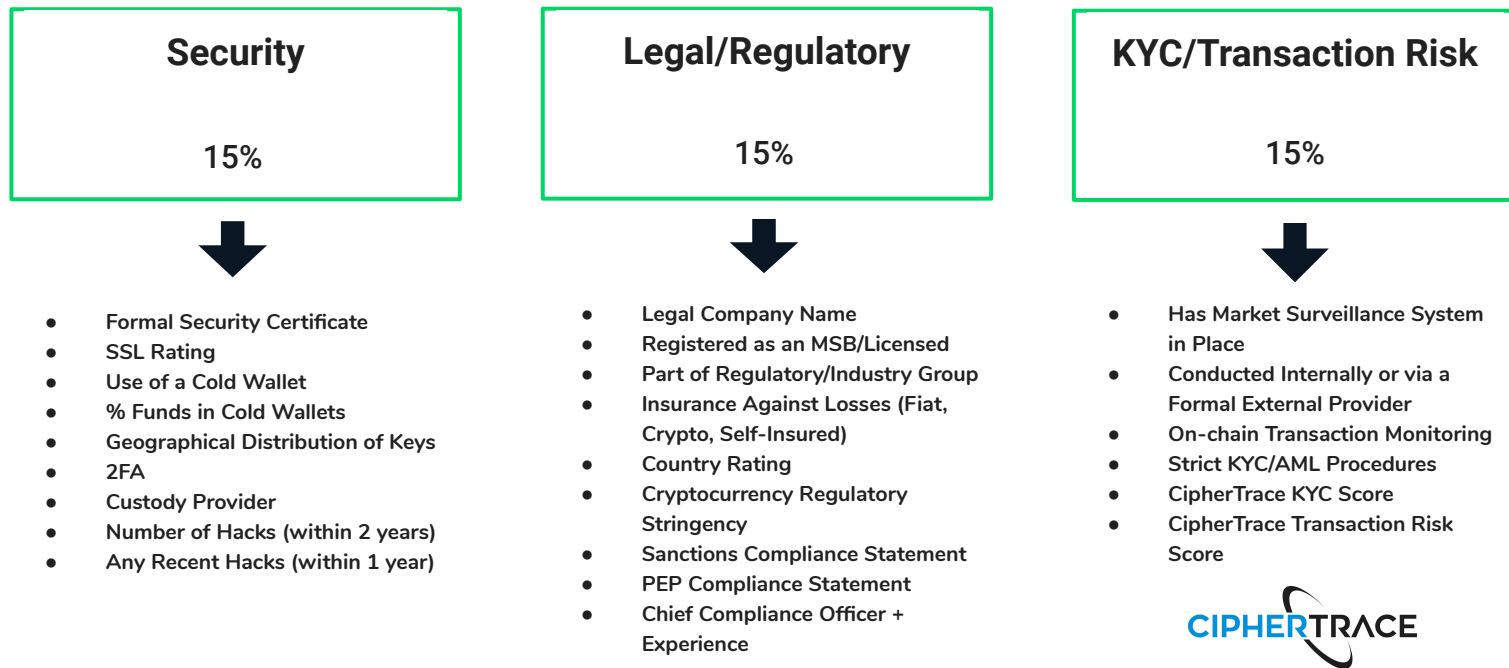 Security
15%
● Formal Security Certificate
● SSL Rating
● Use of a Cold Wallet
● % Funds in Cold Wallets
● Geographical Distribution of Keys
● 2FA
● Custody Provider
● Number of Hacks (within 2 years)
● Any Recent Hacks (within 1 year)
Legal/Regulatory
15%
● Legal Company Name
● Registered as an MSB/Licensed
● Part of Regulatory/Industry Group
● Insurance Against Losses (Fiat,
Crypto, Self-Insured)
● Country Rating
● Cryptocurrency Regulatory
Stringency
● Sanctions Compliance Statement
● PEP Compliance Statement
● Chief Compliance Officer +
Experience
KYC/Transaction Risk
15%
● Has Market Surveillance System
in Place
● Conducted Internally or via a
Formal External Provider
● On-chain Transaction Monitoring
● Strict KYC/AML Procedures
● CipherTrace KYC Score
● CipherTrace Transaction Risk
Score
CIPHERTRACE